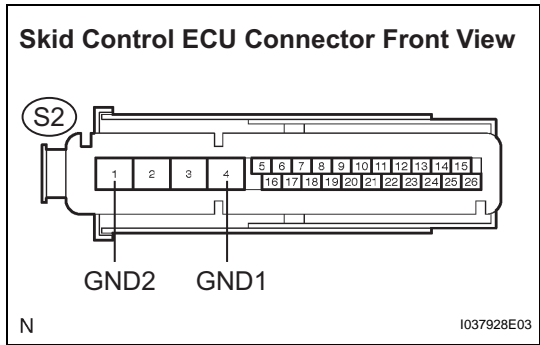 Skid Control ECU Connector Front View
S2
1 2 3 4 5 6 7 8 9 10 11 12 13 14 15
16 17 18 19 20 21 22 23 24 25 26
GND2 GND1
N I037928E03